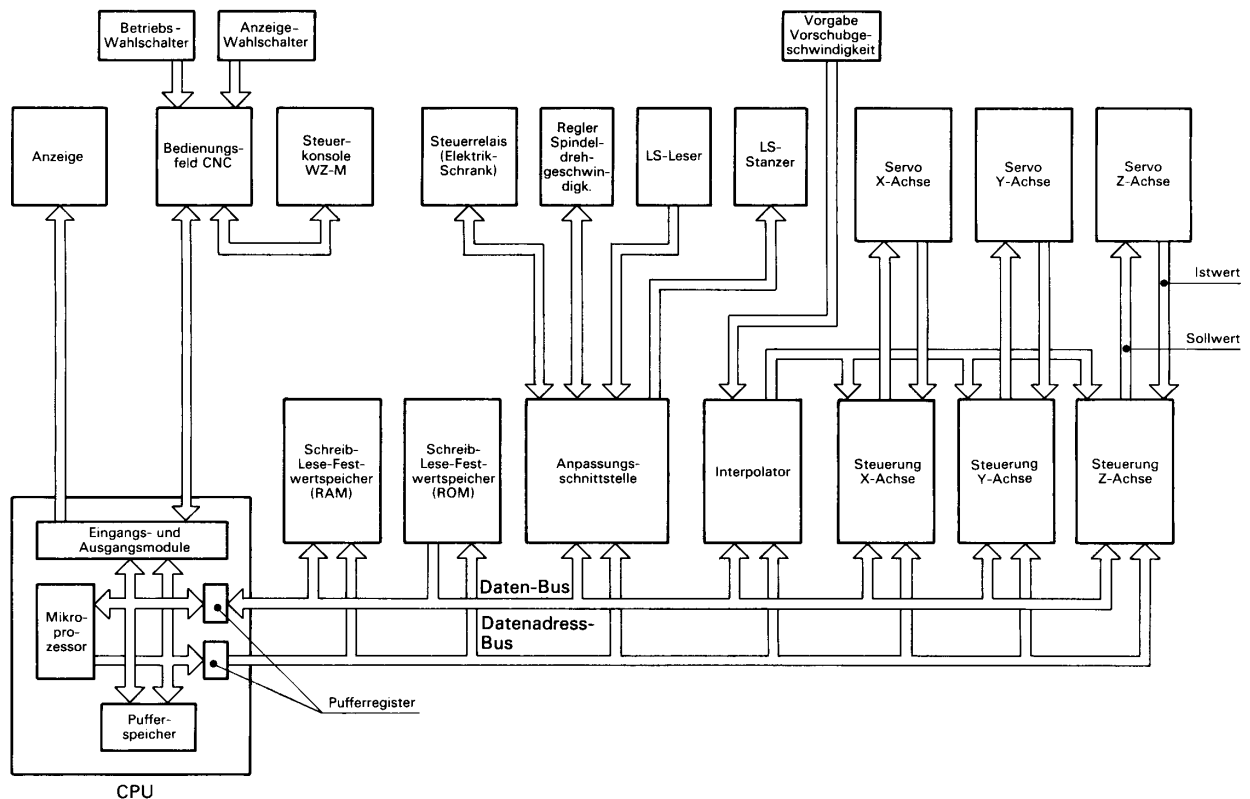 Betriebs-
Wahlschalter
Anzeige-
Wahlschalter
Vorgabe
Vorschubge-
schwindigkeit
Anzeige
Bedienungs-
feld CNC
Steuer-
konsole
WZ-M
Steuerrelais
(Elektrik-
Schrank)
Regler
Spindel-
dreh-
geschwin-
digk.
LS-Leser
LS-
Stanzer
Servo
X-Achse
Servo
Y-Achse
Servo
Z-Achse
Istwert
Sollwert
Schreib-
Lese-Fest-
wertspeicher
(RAM)
Schreib-
Lese-Fest-
wertspeicher
(ROM)
Anpassungs-
schnittstelle
Interpolator
Steuerung
X-Achse
Steuerung
Y-Achse
Steuerung
Z-Achse
Eingangs- und
Ausgangsmodule
Mikro-
pro-
zessor
Daten-Bus
Datenadress-
Bus
Pufferregister
Puffer-
speicher
CPU